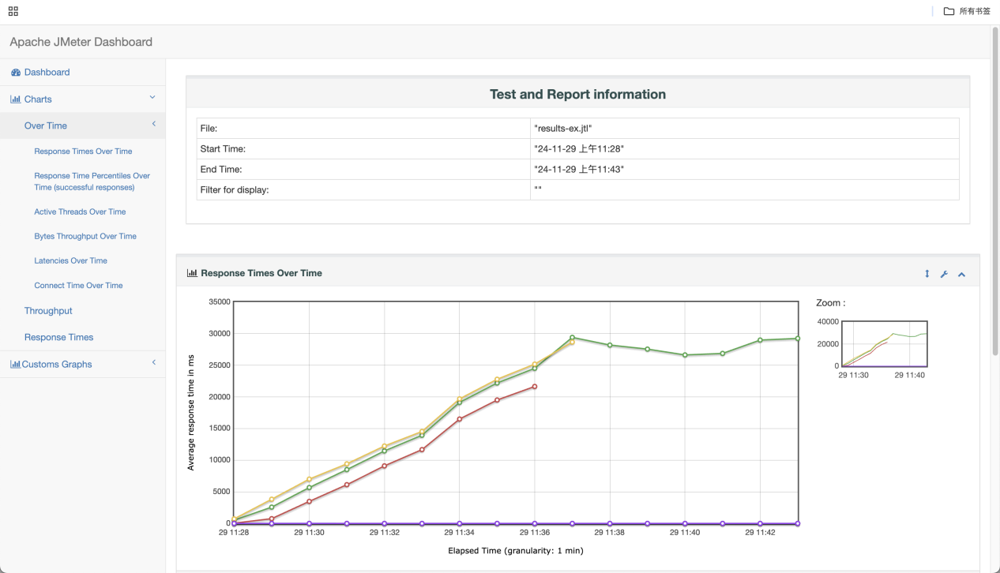 所有书签
Apache JMeter Dashboard
Dashboard
Charts
Over Time
Response Times Over Time
Response Time Percentiles Over
Time (successful responses)
Active Threads Over Time
Bytes Throughput Over Time
Latencies Over Time
Connect Time Over Time
Throughput
Response Times
Customs Graphs
Test and Report information
File: "results-ex.jtl"
Start Time: "24-11-29 上午11:28"
End Time: "24-11-29 上午11:43"
Filter for display: ""
Response Times Over Time
35000
30000
25000
20000
15000
10000
5000
0
Average response time in ms
29 11:28 29 11:30 29 11:32 29 11:34 29 11:36 29 11:38 29 11:40 29 11:42
Elapsed Time (granularity: 1 min)
Zoom :
40000
20000
0
29 11:30 29 11:40